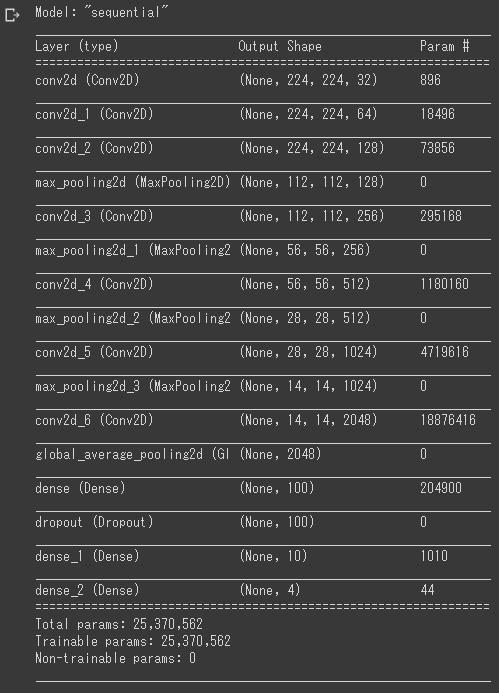 Model: "sequential"
Layer (type) Output Shape Param #
conv2d (Conv2D) (None, 224, 224, 32) 896
conv2d_1 (Conv2D) (None, 224, 224, 64) 18496
conv2d_2 (Conv2D) (None, 224, 224, 128) 73856
max_pooling2d (MaxPooling2D) (None, 112, 112, 128) 0
conv2d_3 (Conv2D) (None, 112, 112, 256) 295168
max_pooling2d_1 (MaxPooling2 (None, 56, 56, 256) 0
conv2d_4 (Conv2D) (None, 56, 56, 512) 1180160
max_pooling2d_2 (MaxPooling2 (None, 28, 28, 512) 0
conv2d_5 (Conv2D) (None, 28, 28, 1024) 4719616
max_pooling2d_3 (MaxPooling2 (None, 14, 14, 1024) 0
conv2d_6 (Conv2D) (None, 14, 14, 2048) 18876416
global_average_pooling2d (Gl (None, 2048) 0
dense (Dense) (None, 100) 204900
dropout (Dropout) (None, 100) 0
dense_1 (Dense) (None, 10) 1010
dense_2 (Dense) (None, 4) 44
Total params: 25,370,562
Trainable params: 25,370,562
Non-trainable params: 0